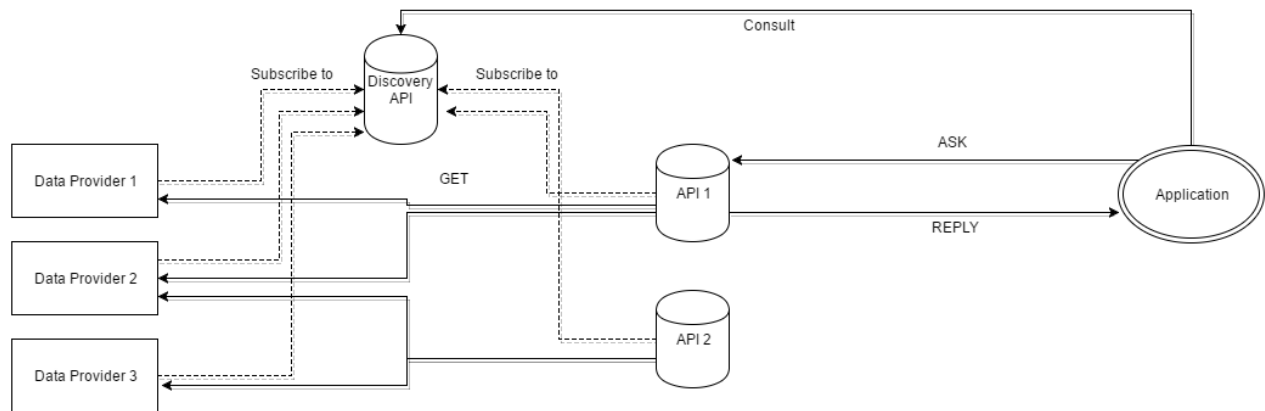 Consult
Subscribe to
Subscribe to
Discovery
API
Data Provider 1
GET
API 1
ASK
Application
REPLY
Data Provider 2
API 2
Data Provider 3